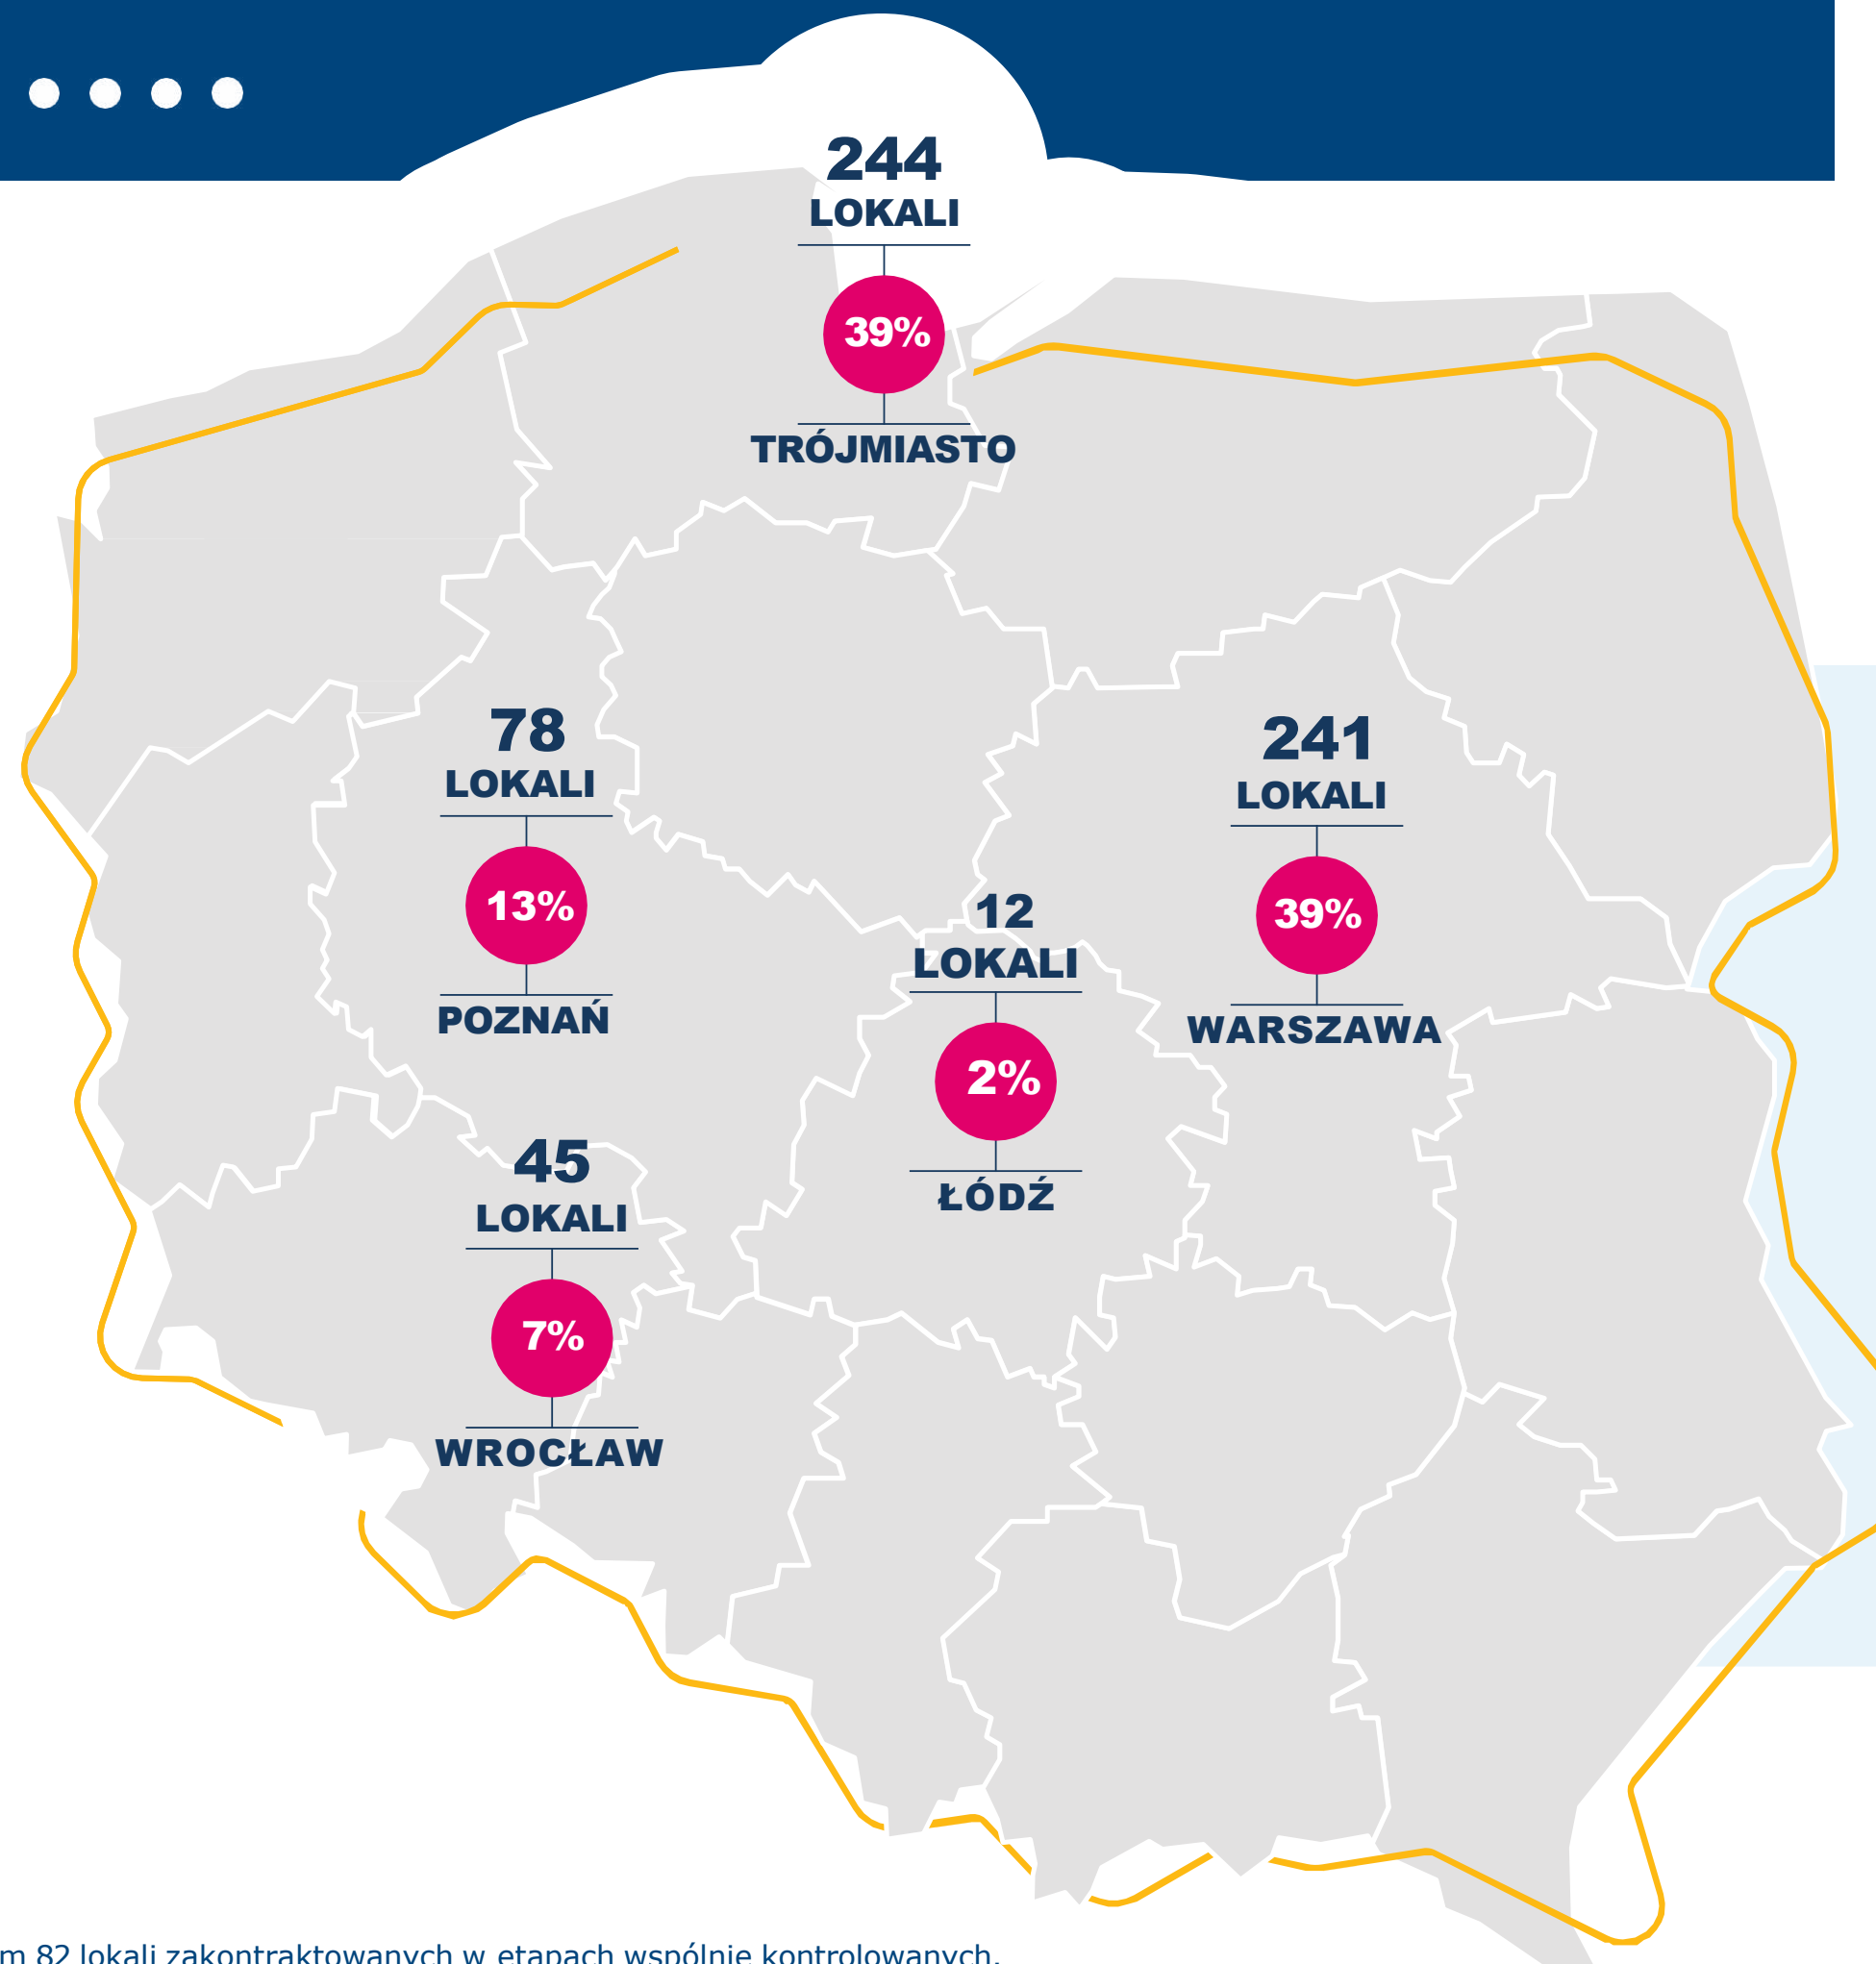 244
LOKALI
39%
TRÓJMIASTO
78
LOKALI
13%
POZNAŃ
241
LOKALI
39%
WARSZAWA
12
LOKALI
2%
ŁÓDŹ
45
LOKALI
7%
WROCŁAW
82 lokali zakontraktowanych w etapach wspólnie kontrolowanych.